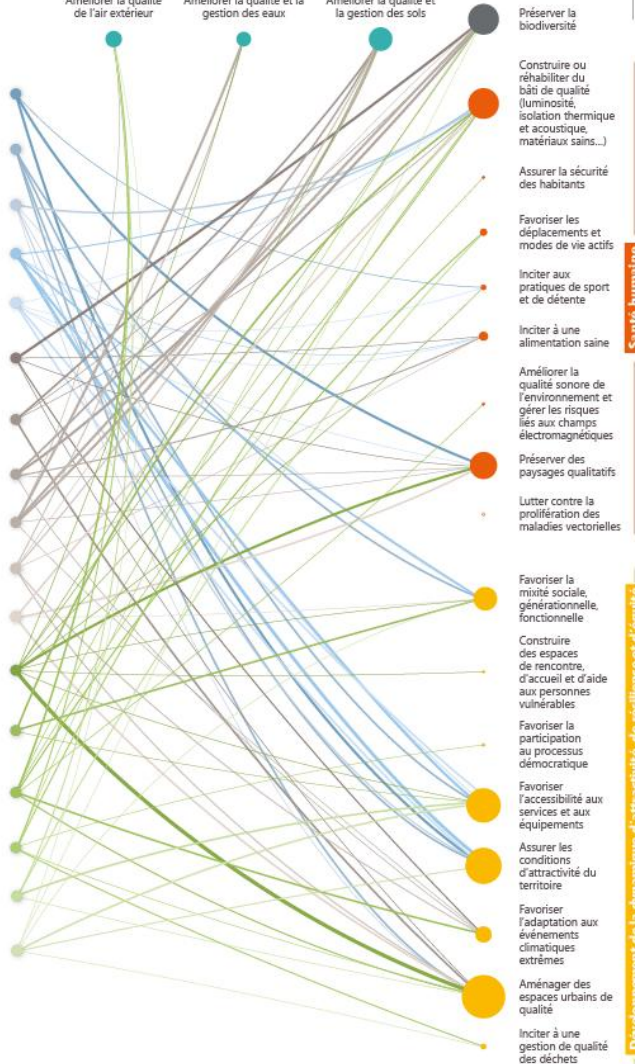 Améliorer la qualité
de l'air extérieur
Améliorer la qualité et la
gestion des eaux
Améliorer la qualité et
la gestion des sols
Préserver la
biodiversité
Construire ou
réhabiliter du
bâti de qualité
(luminosité,
isolation thermique
et acoustique,
matériaux sains...)
Assurer la sécurité
des habitants
Favoriser les
déplacements et
modes de vie actifs
Inciter aux
pratiques de sport
et de détente
Inciter à une
alimentation saine
Améliorer la
qualité sonore de
l'environnement et
gérer les risques
liés aux champs
électromagnétiques
Préserver des
paysages qualitatifs
Lutter contre la
prolifération des
maladies vectorielles
Favoriser la
mixité sociale,
générationnelle,
fonctionnelle
Construire
des espaces
de rencontre,
d'accueil et d'aide
aux personnes
vulnérables
Favoriser la
participation
au processus
démocratique
Favoriser
l'accessibilité aux
services et aux
équipements
Assurer les
conditions
d'attractivité du
territoire
Favoriser
l'adaptation aux
événements
climatiques
extrêmes
Aménager des
espaces urbains de
qualité
Inciter à une
gestion de qualité
des déchets
Santé humaine